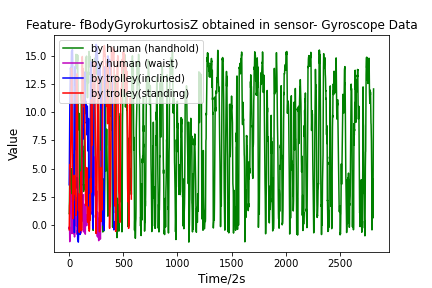 Feature- fBodyGyrokurtosisZ obtained in sensor- Gyroscope Data
by human (handhold)
by human (waist)
by trolley(inclined)
by trolley(standing)
Value
15.0
12.5
10.0
7.5
5.0
2.5
0.0
0 500 1000 1500 2000 2500
Time/2s